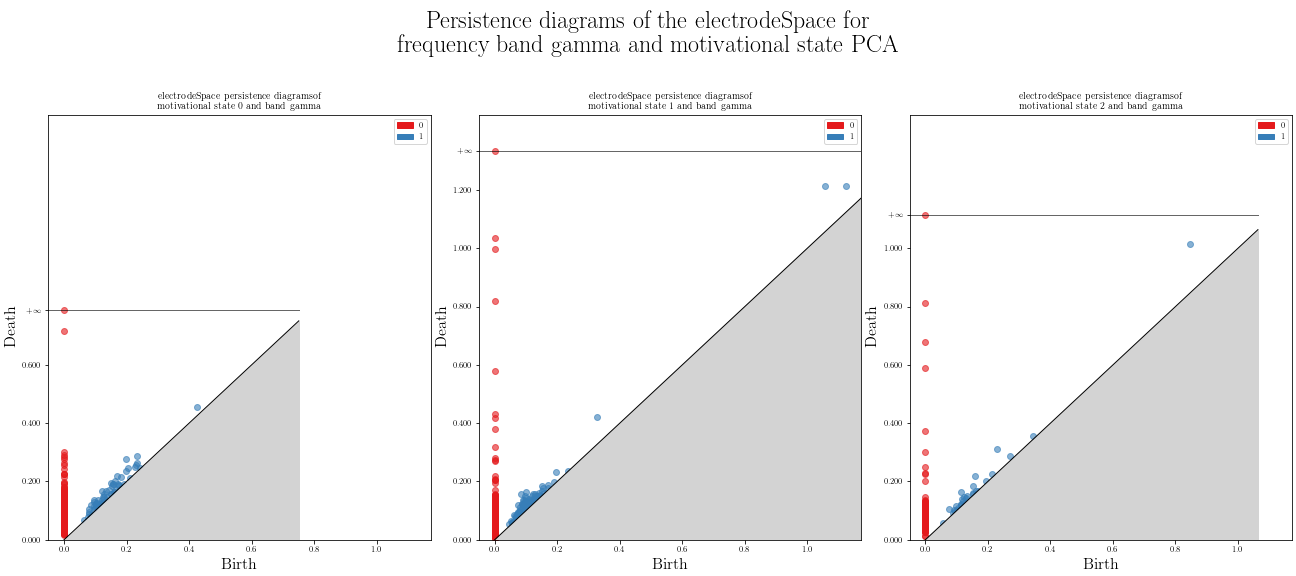 Persistence diagrams of the electrodeSpace for
frequency band gamma and motivational state PCA
electrodeSpace persistence diagramsof
motivational state 0 and band gamma
0
1
+∞
0.600
0.400
0.200
0.000
Death
0.0 0.2 0.4 0.6 0.8 1.0
Birth
electrodeSpace persistence diagramsof
motivational state 1 and band gamma
0
1
+∞
1.200
1.000
0.800
0.600
0.400
0.200
0.000
Death
0.0 0.2 0.4 0.6 0.8 1.0
Birth
electrodeSpace persistence diagramsof
motivational state 2 and band gamma
0
1
+∞
1.000
0.800
0.600
0.400
0.200
0.000
Death
0.0 0.2 0.4 0.6 0.8 1.0
Birth